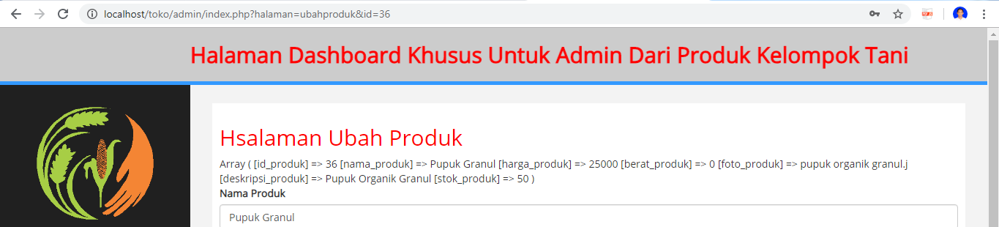 localhost/toko/admin/index.php?halaman=ubahproduk&id=36
Halaman Dashboard Khusus Untuk Admin Dari Produk Kelompok Tani
Hsalaman Ubah Produk
Array ( [id_produk] => 36 [nama_produk] => Pupuk Granul [harga_produk] => 25000 [berat_produk] => 0 [foto_produk] => pupuk organik granul.j
[deskripsi_produk] => Pupuk Organik Granul [stok_produk] => 50 )
Nama Produk
Pupuk Granul